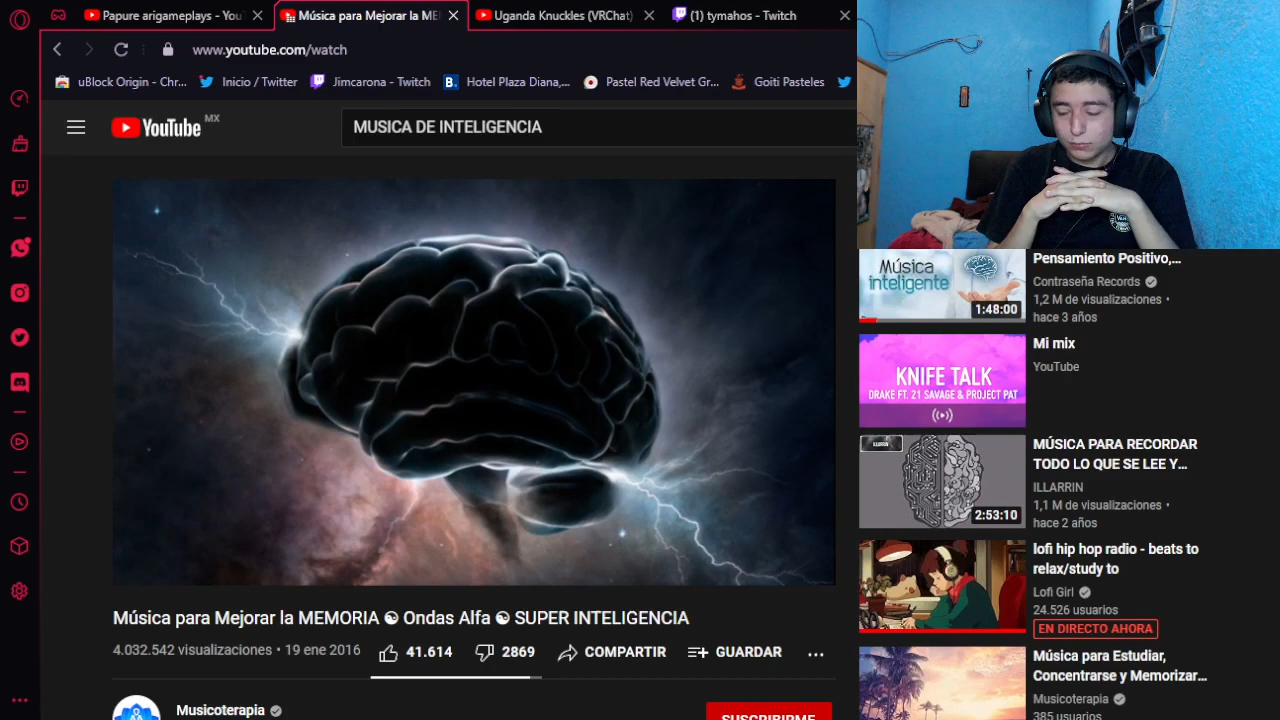 Papure arigameplays - You
Música para Mejorar la ME
Uganda Knuckles (VRChat)
(1) tymahos - Twitch
www.youtube.com/watch
uBlock Origin - Chr...
Inicio / Twitter
Jimcarona - Twitch
B.
Hotel Plaza Diana,...
Pastel Red Velvet Gr...
Goiti Pasteles
YouTube MX
MUSICA DE INTELIGENCIA
Música
inteligente
1:48:00
Pensamiento Positivo,...
Contraseña Records
1,2 M de visualizaciones •
hace 3 años
KNIFE TALK
DRAKE FT. 21 SAVAGE & PROJECT PAT
Mi mix
YouTube
ILLARRIN
2:53:10
MÚSICA PARA RECORDAR
TODO LO QUE SE LEE Y...
ILLARRIN
1,1 M de visualizaciones •
hace 2 años
lofi hip hop radio - beats to
relax/study to
Lofi Girl
24.526 usuarios
EN DIRECTO AHORA
Música para Estudiar,
Concentrarse y Memorizar...
Musicoterapia
385 usuarios
Música para Mejorar la MEMORIA ☯ Ondas Alfa ☯ SUPER INTELIGENCIA
4.032.542 visualizaciones • 19 ene 2016
41.614
2869
COMPARTIR
GUARDAR
Musicoterapia
SUSCRIBIRME